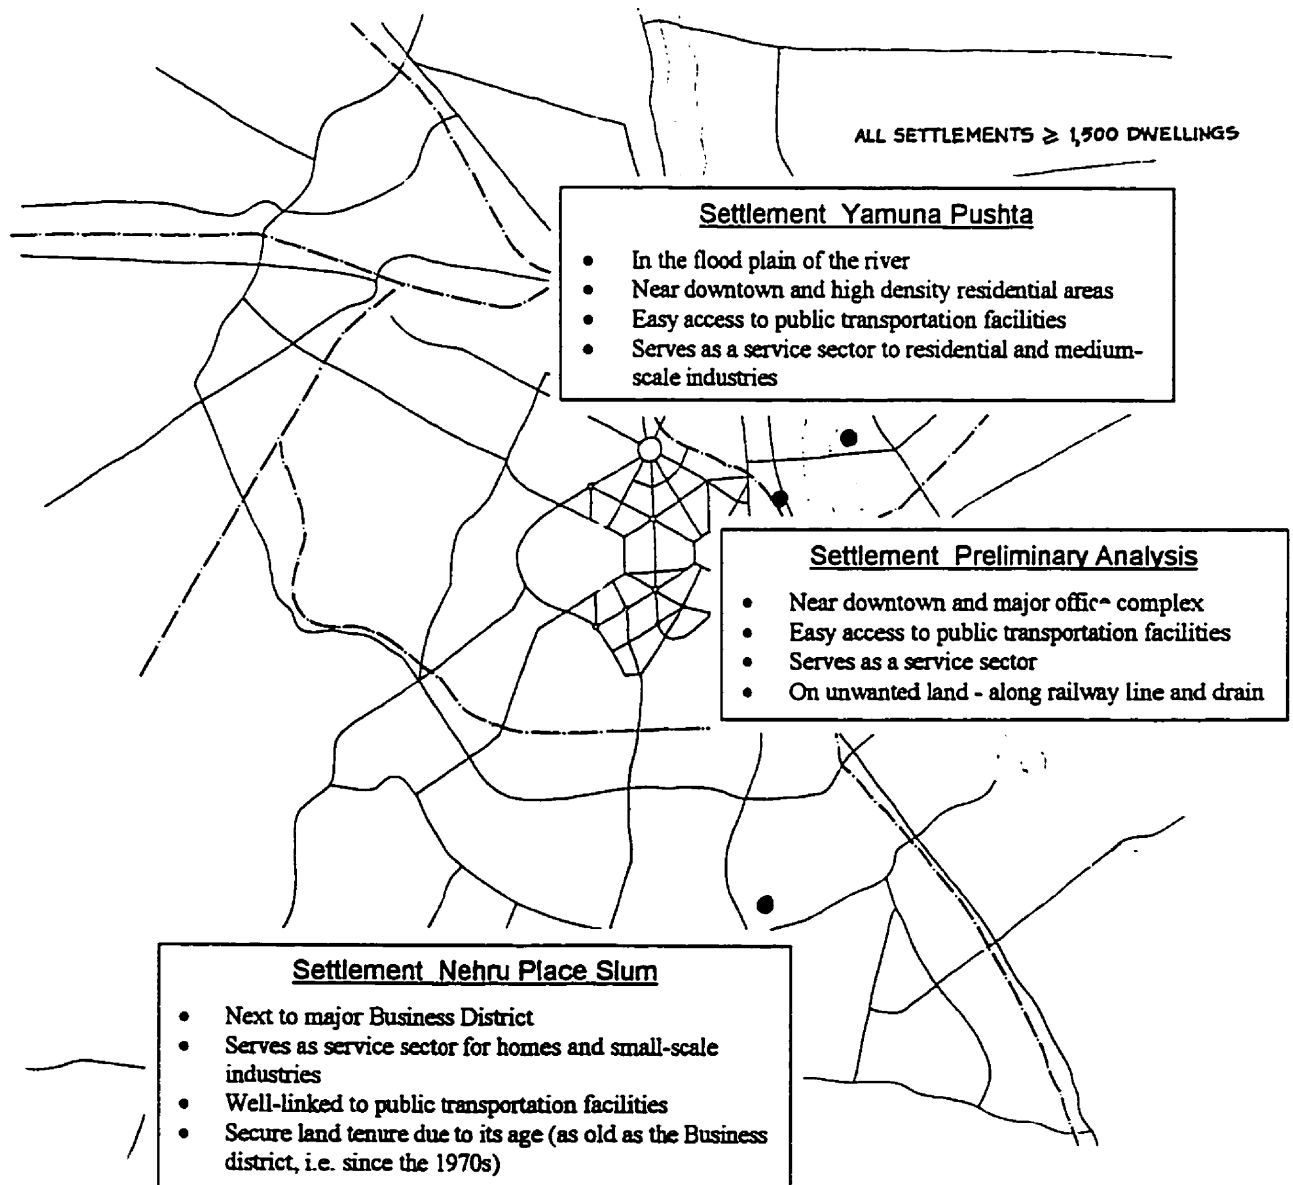 ALL SETTLEMENTS ≥ 1,500 DWELLINGS
Settlement Yamuna Pushta
• In the flood plain of the river
• Near downtown and high density residential areas
• Easy access to public transportation facilities
• Serves as a service sector to residential and medium-
scale industries
Settlement Preliminary Analysis
• Near downtown and major office complex
• Easy access to public transportation facilities
• Serves as a service sector
• On unwanted land - along railway line and drain
Settlement Nehru Place Slum
• Next to major Business District
• Serves as service sector for homes and small-scale
industries
• Well-linked to public transportation facilities
• Secure land tenure due to its age (as old as the Business
district, i.e. since the 1970s)